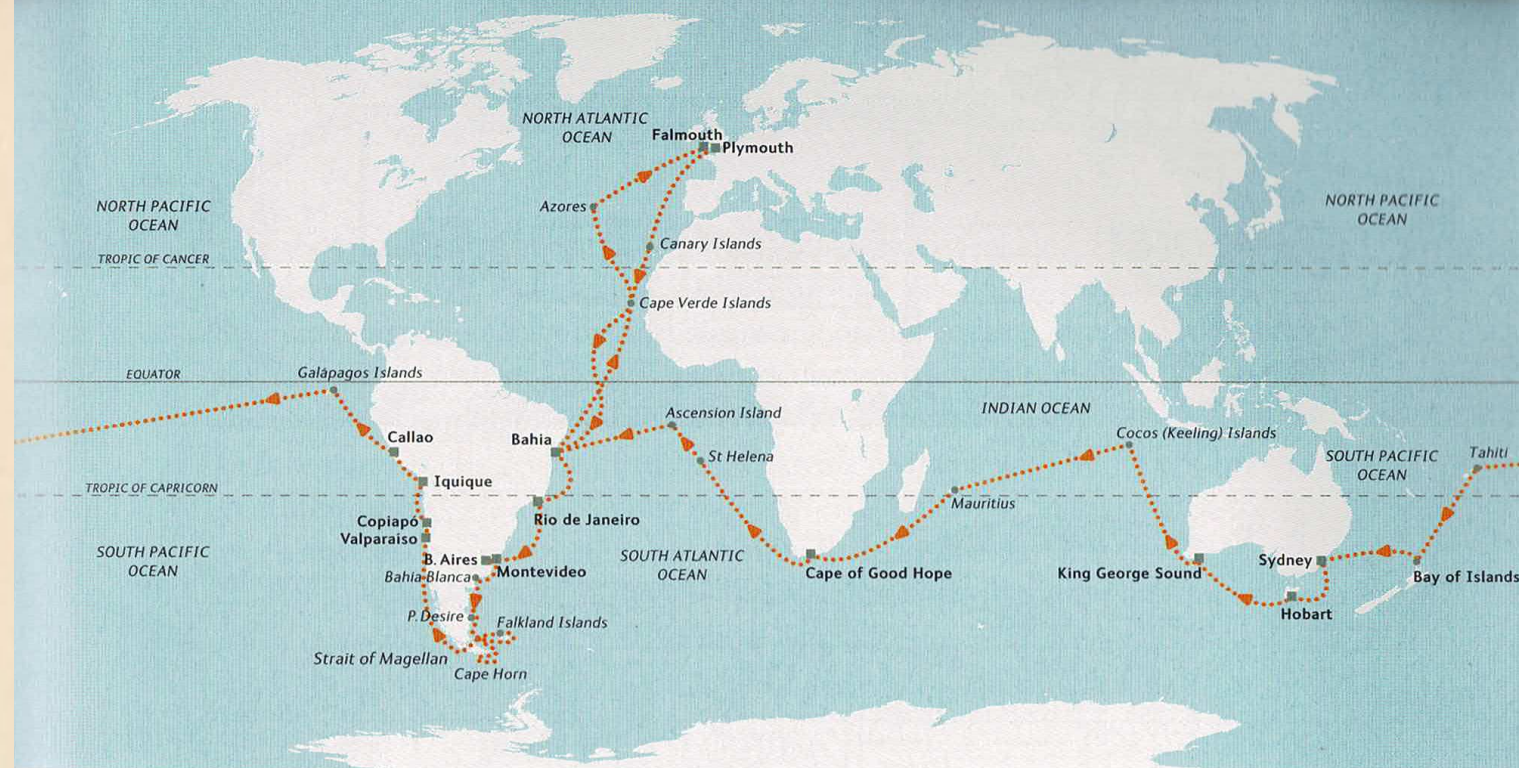 NORTH ATLANTIC
OCEAN
Falmouth
Plymouth
NORTH PACIFIC
OCEAN
Azores
NORTH PACIFIC
OCEAN
Canary Islands
TROPIC OF CANCER
Cape Verde Islands
EQUATOR
Galápagos Islands
Ascension Island
INDIAN OCEAN
Callao
Bahia
Cocos (Keeling) Islands
St Helena
SOUTH PACIFIC
OCEAN
Tahiti
Iquique
TROPIC OF CAPRICORN
Mauritius
Copiapó
Rio de Janeiro
Valparaiso
SOUTH PACIFIC
OCEAN
B. Aires
SOUTH ATLANTIC
OCEAN
Montevideo
Bahia Blanca
Cape of Good Hope
King George Sound
Sydney
Bay of Islands
P. Desire
Falkland Islands
Hobart
Strait of Magellan
Cape Horn